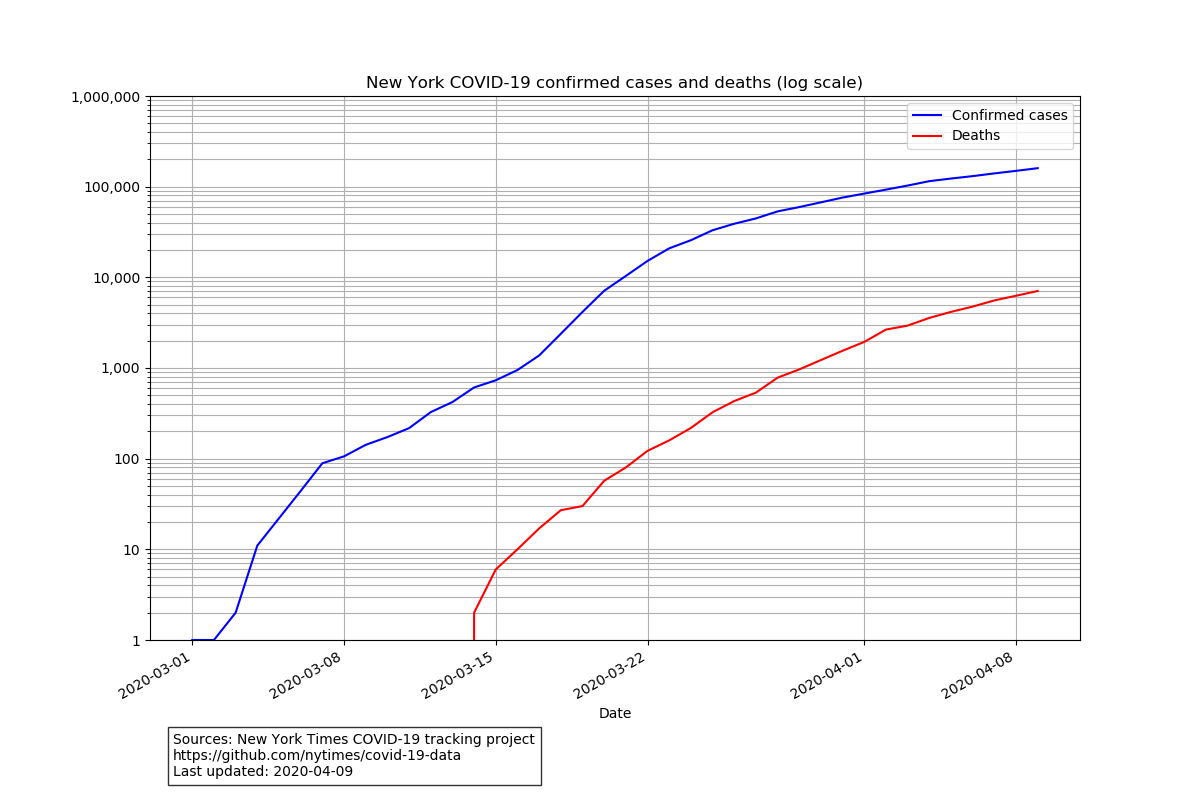 New York COVID-19 confirmed cases and deaths (log scale)
1,000,000
100,000
10,000
1,000
100
10
1
Confirmed cases
Deaths
2020-03-01
2020-03-08
2020-03-15
2020-03-22
2020-04-01
2020-04-08
Date
Sources: New York Times COVID-19 tracking project
https://github.com/nytimes/covid-19-data
Last updated: 2020-04-09